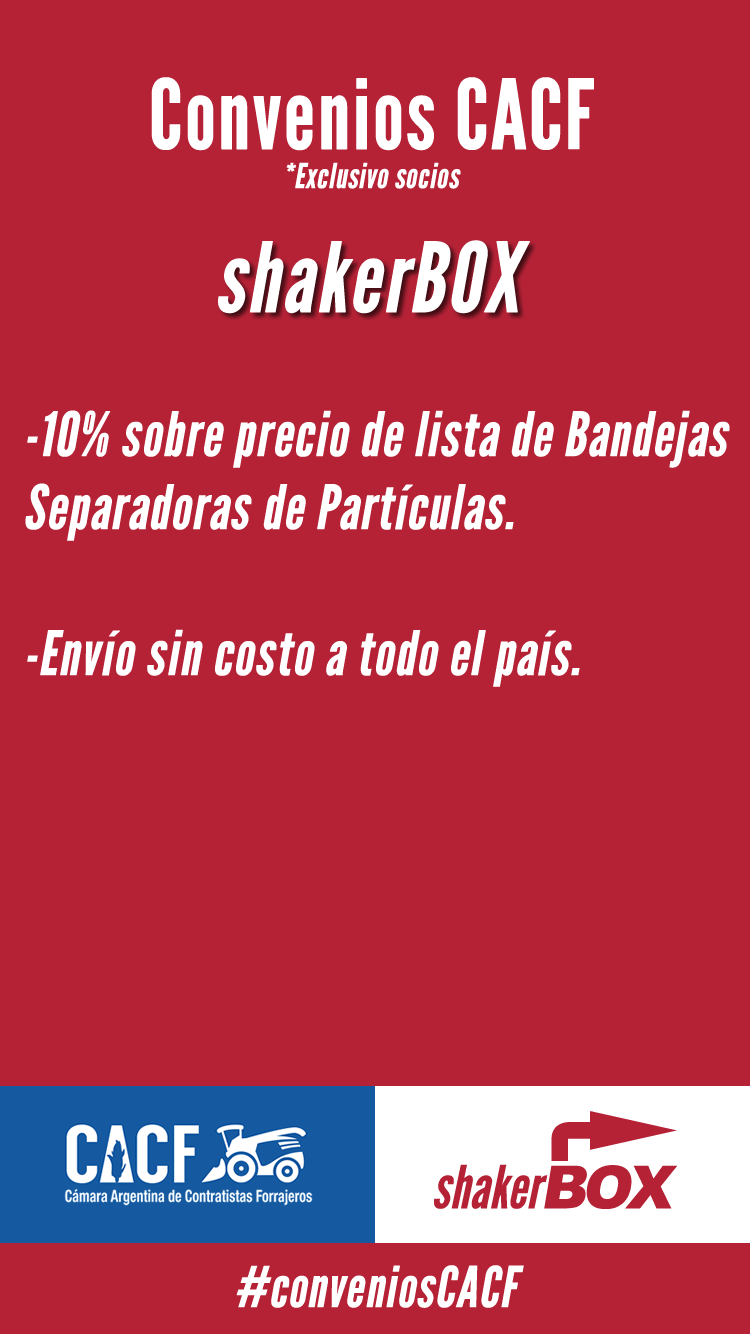 Convenios CACF
*Exclusivo socios
shakerBOX
-10% sobre precio de lista de Bandejas
Separadoras de Partículas.
-Envío sin costo a todo el país.
CACF
Cámara Argentina de Contratistas Forrajeros
shakerBOX
#conveniosCACF